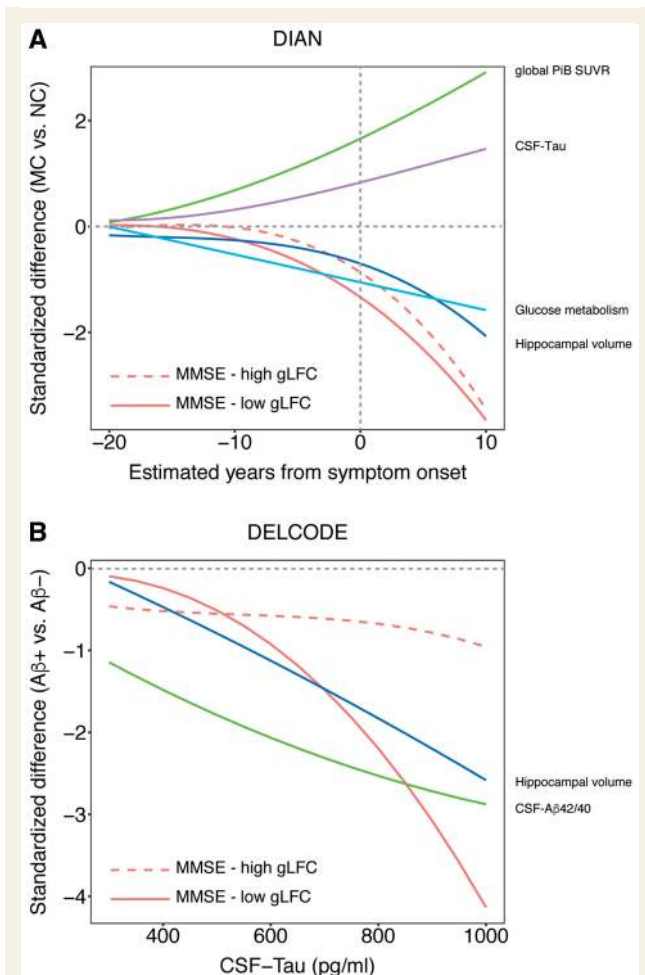 A
DIAN
Standardized difference (MC vs. NC)
2
0
−2
global PiB SUVR
CSF-Tau
Glucose metabolism
Hippocampal volume
MMSE - high gLFC
MMSE - low gLFC
−20
−10
0
10
Estimated years from symptom onset
B
DELCODE
Standardized difference (Aβ+ vs. Aβ−)
0
−1
−2
−3
−4
Hippocampal volume
CSF-Aβ42/40
MMSE - high gLFC
MMSE - low gLFC
400
600
800
1000
CSF−Tau (pg/ml)